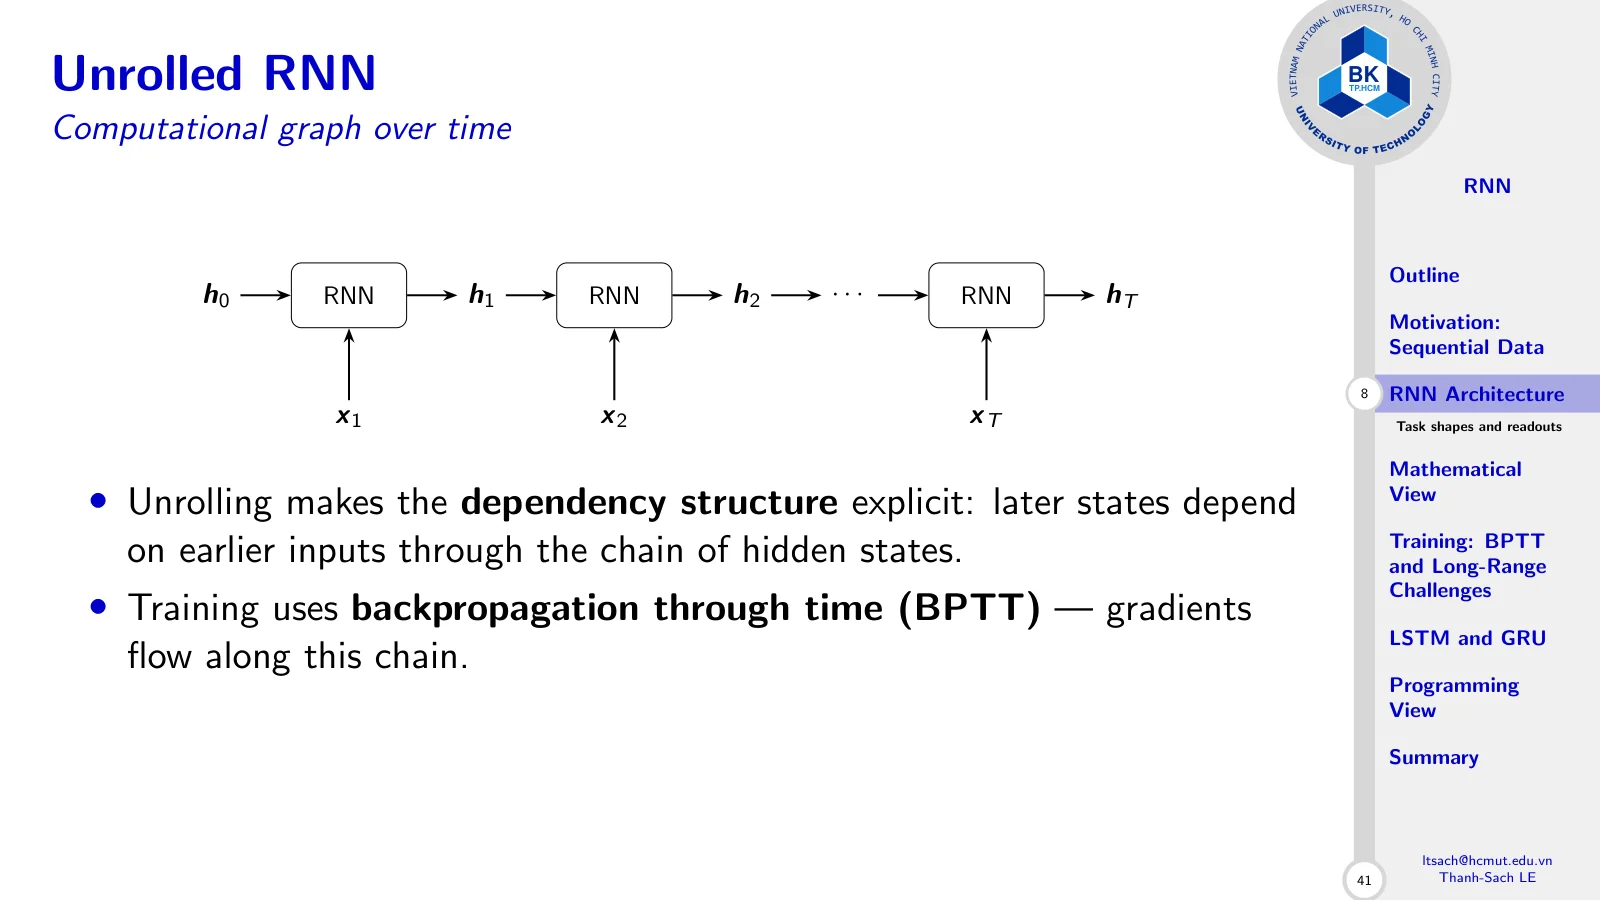 Unrolled RNN
Computational graph over time
h0 RNN h1 RNN h2 ··· RNN hT
x1 x2 xT
• Unrolling makes the dependency structure explicit: later states depend
on earlier inputs through the chain of hidden states.
• Training uses backpropagation through time (BPTT) — gradients
flow along this chain.
VIETNAM NATIONAL UNIVERSITY, HO CHI MINH CITY
BK
TP.HCM
UNIVERSITY OF TECHNOLOGY
RNN
Outline
Motivation:
Sequential Data
8 RNN Architecture
Task shapes and readouts
Mathematical
View
Training: BPTT
and Long-Range
Challenges
LSTM and GRU
Programming
View
Summary
ltsach@hcmut.edu.vn
Thanh-Sach LE
41